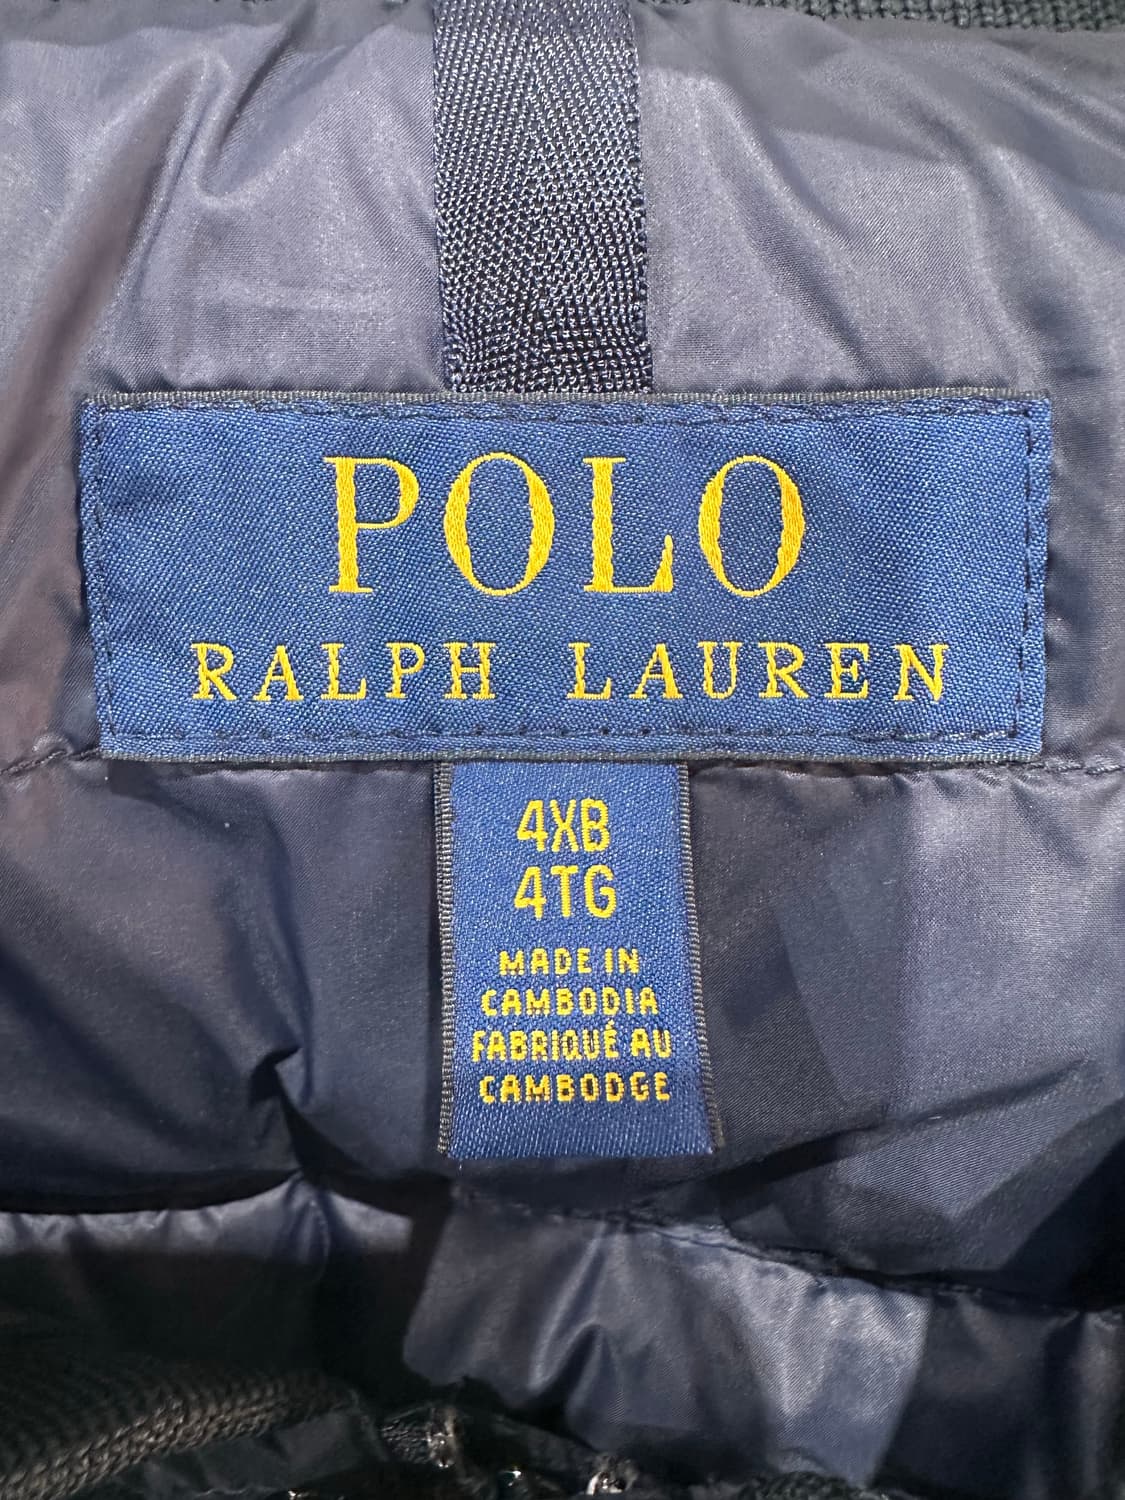 POLO
RALPH LAUREN
4XB
4TG
MADE IN
CAMBODIA
FABRIQUÉ AU
CAMBODGE